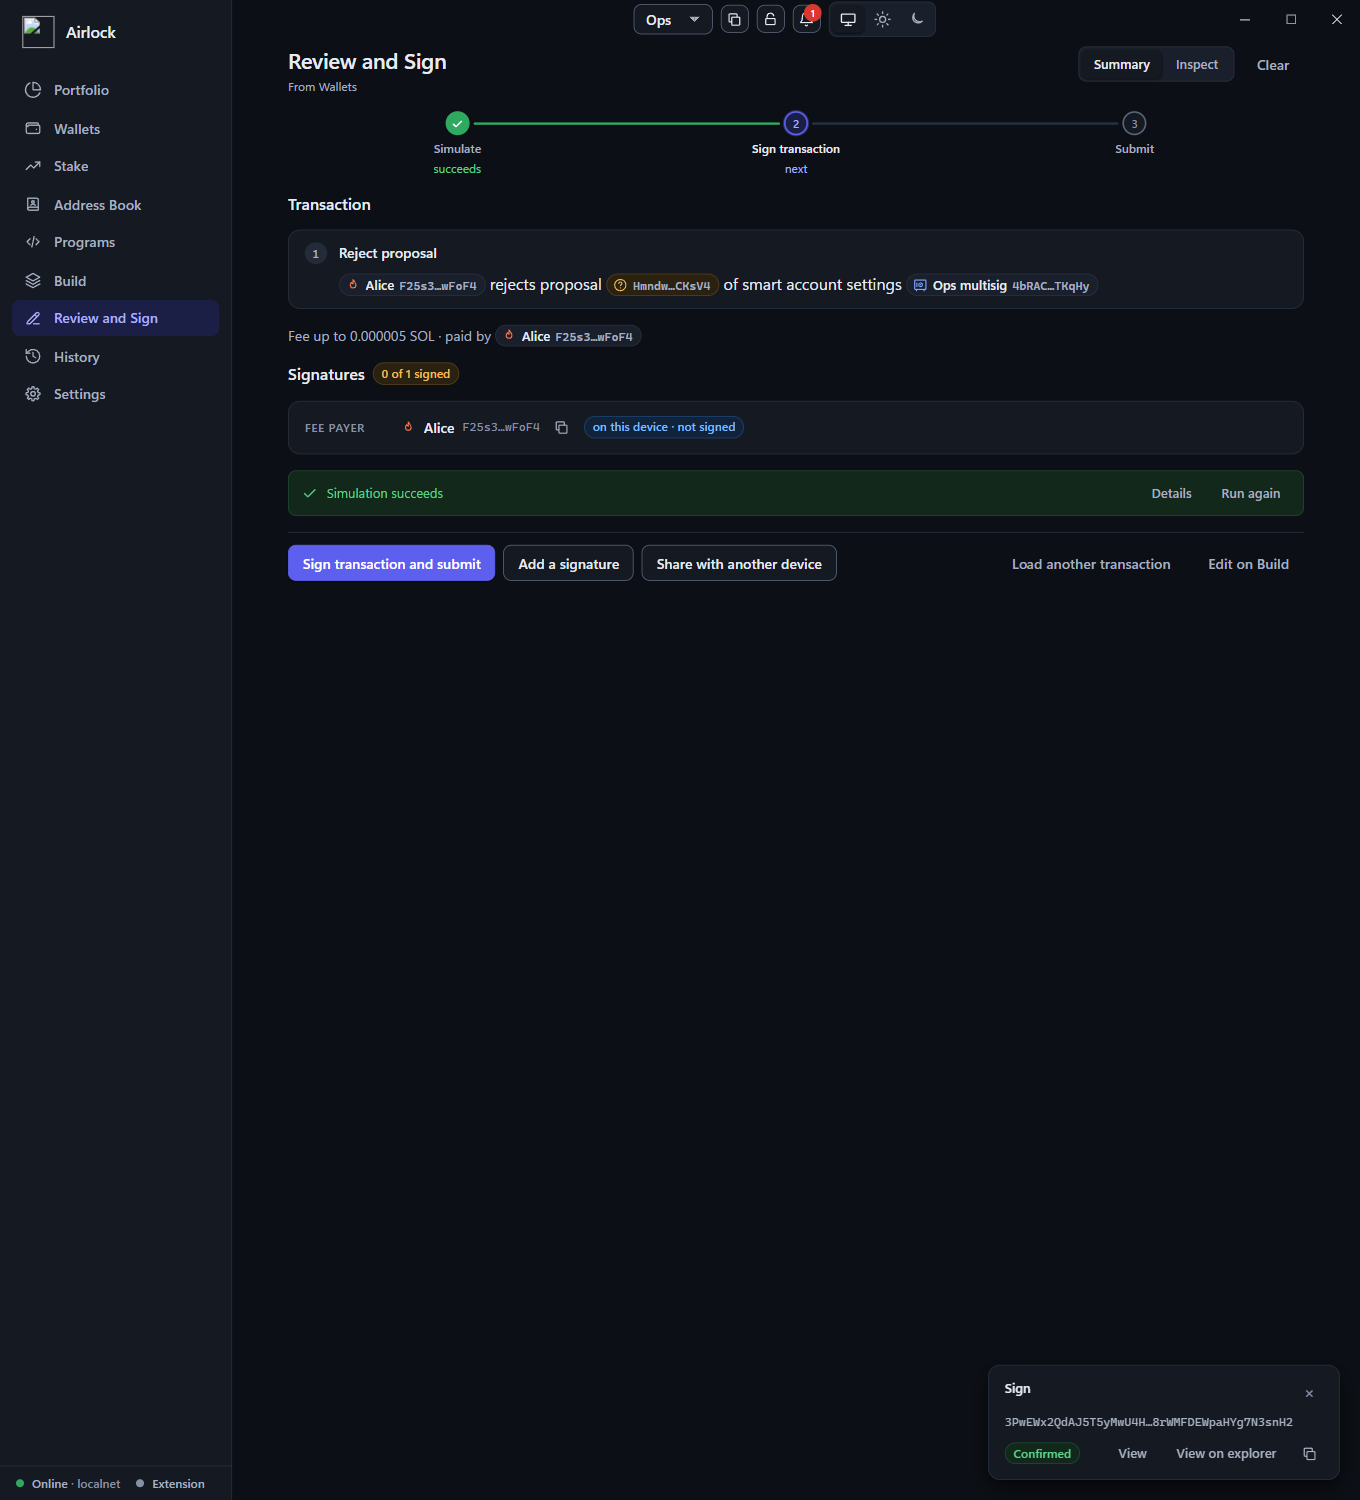 Airlock
Ops
1
Portfolio
Wallets
Stake
Address Book
Programs
Build
Review and Sign
History
Settings
Review and Sign
From Wallets
Summary
Inspect
Clear
Simulate
succeeds
2
Sign transaction
next
3
Submit
Transaction
1 Reject proposal
Alice F25s3…wFoF4 rejects proposal Hmndw…CKsV4 of smart account settings Ops multisig 4bRAC…TKqHy
Fee up to 0.000005 SOL · paid by Alice F25s3…wFoF4
Signatures 0 of 1 signed
FEE PAYER Alice F25s3…wFoF4 on this device · not signed
Simulation succeeds Details Run again
Sign transaction and submit Add a signature Share with another device Load another transaction Edit on Build
Sign
3PwEWx2QdAJ5T5yMwU4H…8rWMFDEWpaHYg7N3snH2
Confirmed View View on explorer
Online · localnet Extension